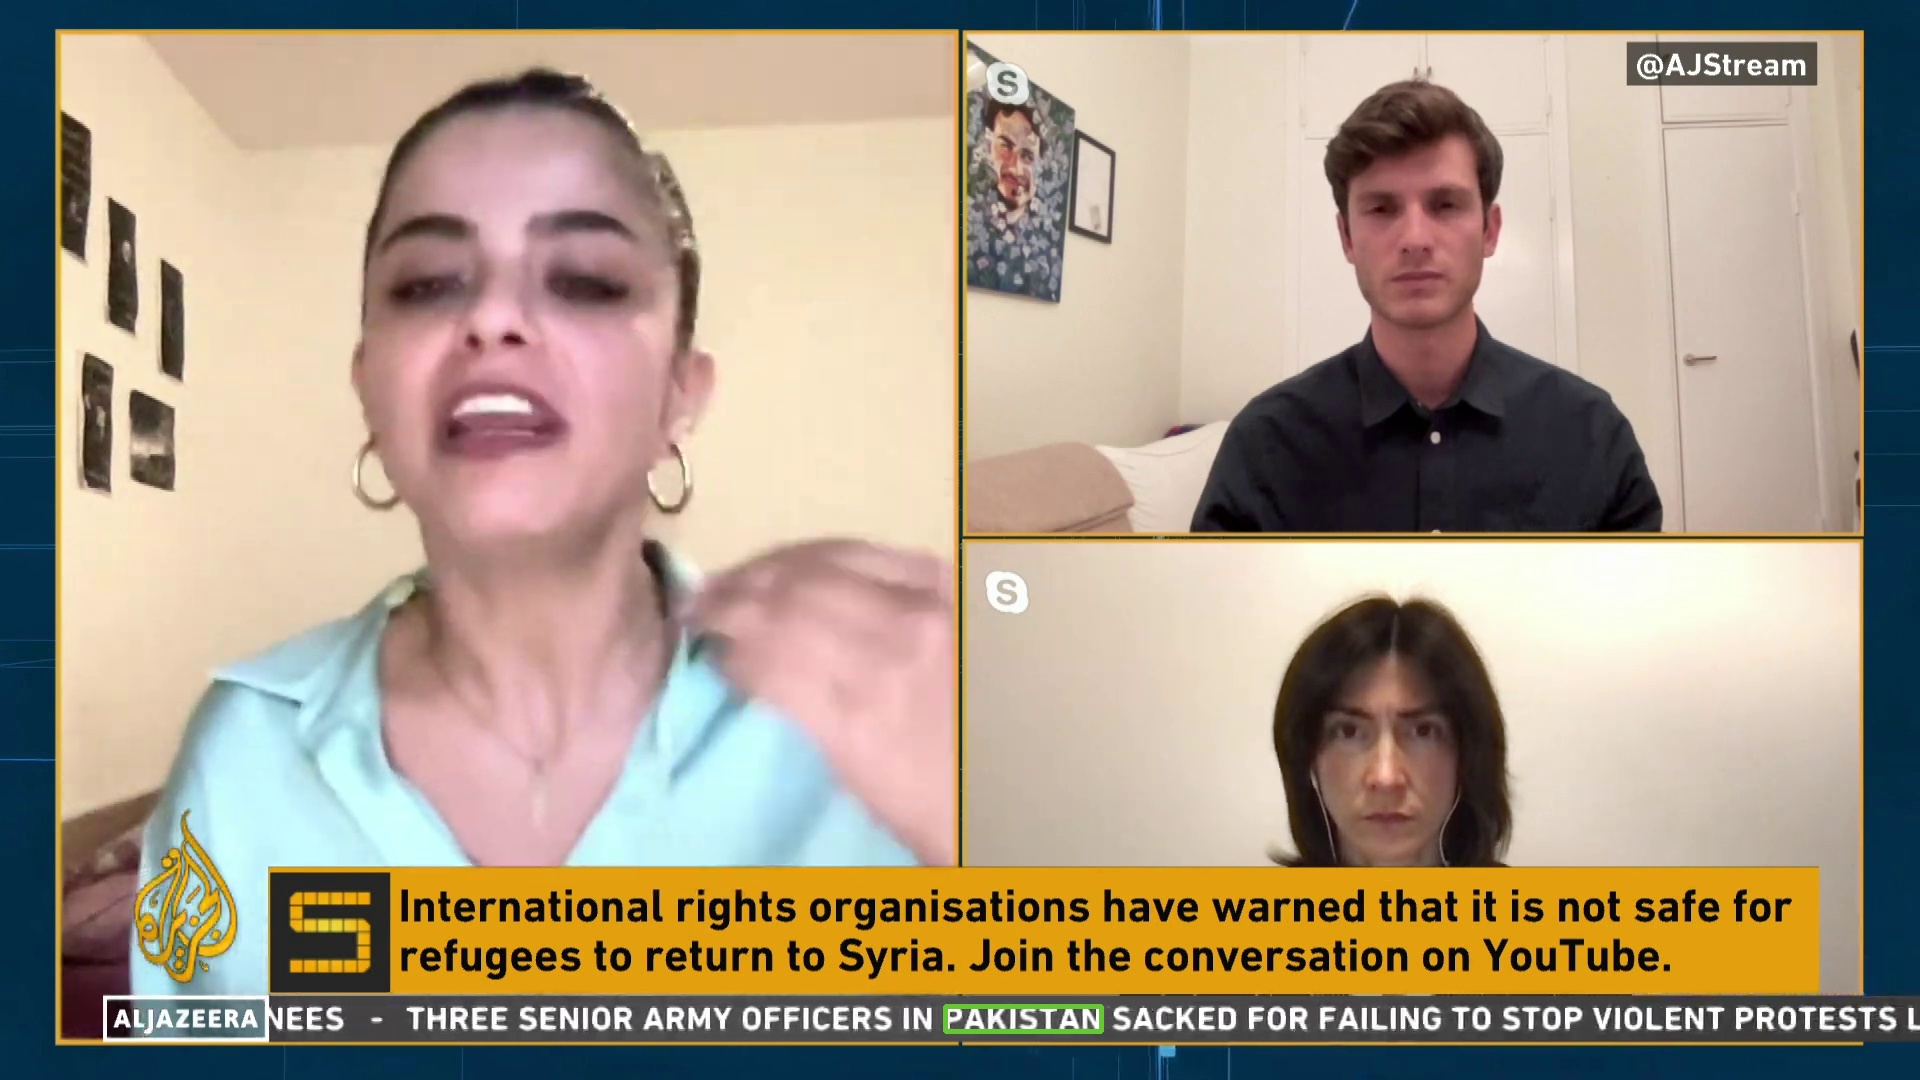 @AJStream
S
S
International rights organisations have warned that it is not safe for
refugees to return to Syria. Join the conversation on YouTube.
ALJAZEERA
NEES - THREE SENIOR ARMY OFFICERS IN PAKISTAN SACKED FOR FAILING TO STOP VIOLENT PROTESTS L